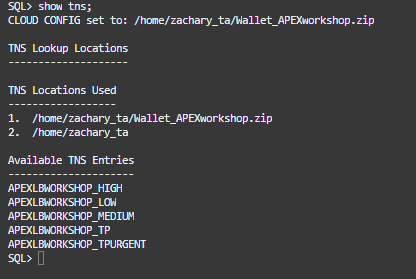 SQL> show tns;
CLOUD CONFIG set to: /home/zachary_ta/Wallet_APEXworkshop.zip
TNS Lookup Locations
--------------------
TNS Locations Used
------------------
1.  /home/zachary_ta/Wallet_APEXworkshop.zip
2.  /home/zachary_ta
Available TNS Entries
---------------------
APEXLBWORKSHOP_HIGH
APEXLBWORKSHOP_LOW
APEXLBWORKSHOP_MEDIUM
APEXLBWORKSHOP_TP
APEXLBWORKSHOP_TPURGENT
SQL>